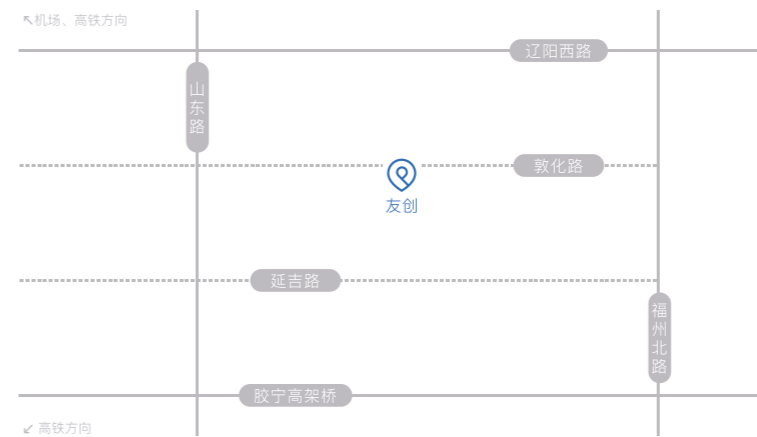 ↖机场、高铁方向
辽阳西路
山东路
敦化路
友创
延吉路
福州北路
胶宁高架桥
↙ 高铁方向